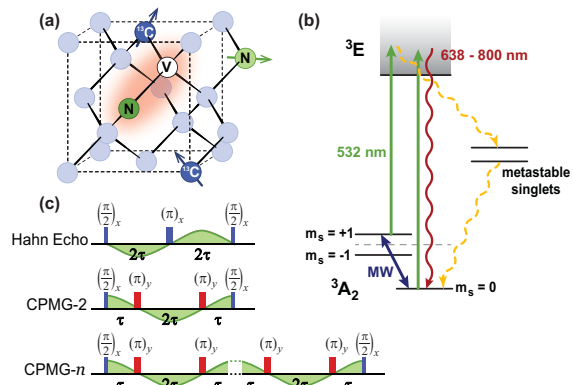 (a)
¹³C
V
N
N
¹³C
(b)
³E
638 - 800 nm
532 nm
metastable
singlets
mₛ = +1
mₛ = -1
MW
³A₂
mₛ = 0
(c)
(π/2)ₓ (π)ₓ (π/2)ₓ
Hahn Echo
2τ 2τ
(π/2)ₓ (π)ᵧ (π)ᵧ (π/2)ₓ
CPMG-2
τ 2τ τ
(π/2)ₓ (π)ᵧ (π)ᵧ (π)ᵧ (π)ᵧ (π/2)ₓ
CPMG-n
τ 2τ τ τ 2τ τ